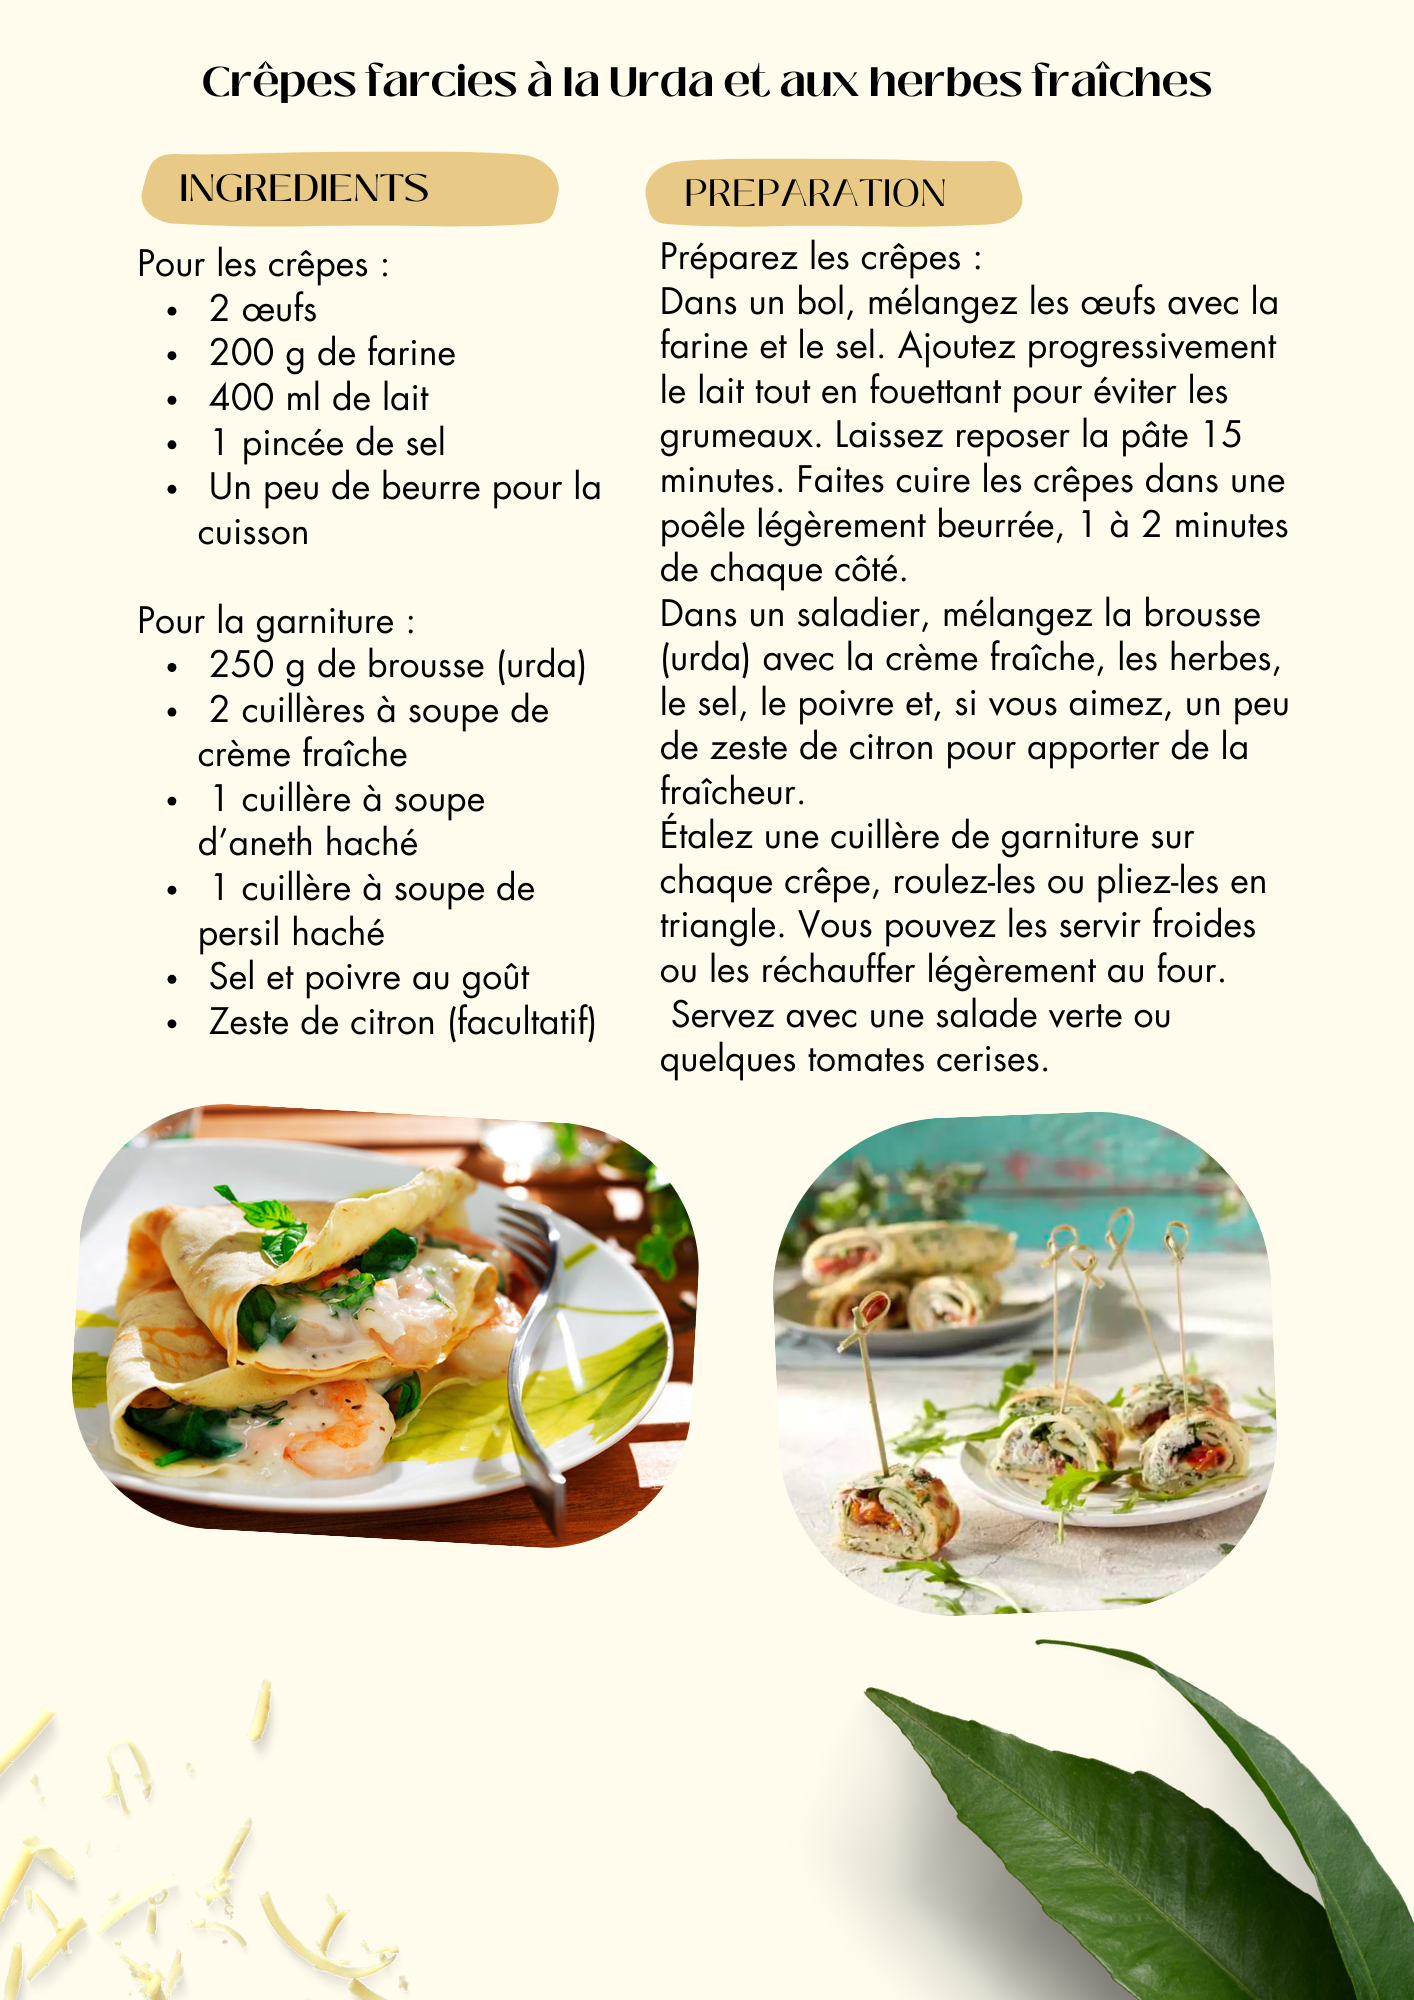 Crêpes farcies à la Urda et aux herbes fraîches
INGREDIENTS
Pour les crêpes :
• 2 œufs
• 200 g de farine
• 400 ml de lait
• 1 pincée de sel
• Un peu de beurre pour la
cuisson
Pour la garniture :
• 250 g de brousse (urda)
• 2 cuillères à soupe de
crème fraîche
• 1 cuillère à soupe
d’aneth haché
• 1 cuillère à soupe de
persil haché
• Sel et poivre au goût
• Zeste de citron (facultatif)
PREPARATION
Préparez les crêpes :
Dans un bol, mélangez les œufs avec la
farine et le sel. Ajoutez progressivement
le lait tout en fouettant pour éviter les
grumeaux. Laissez reposer la pâte 15
minutes. Faites cuire les crêpes dans une
poêle légèrement beurrée, 1 à 2 minutes
de chaque côté.
Dans un saladier, mélangez la brousse
(urda) avec la crème fraîche, les herbes,
le sel, le poivre et, si vous aimez, un peu
de zeste de citron pour apporter de la
fraîcheur.
Étalez une cuillère de garniture sur
chaque crêpe, roulez-les ou pliez-les en
triangle. Vous pouvez les servir froides
ou les réchauffer légèrement au four.
Servez avec une salade verte ou
quelques tomates cerises.